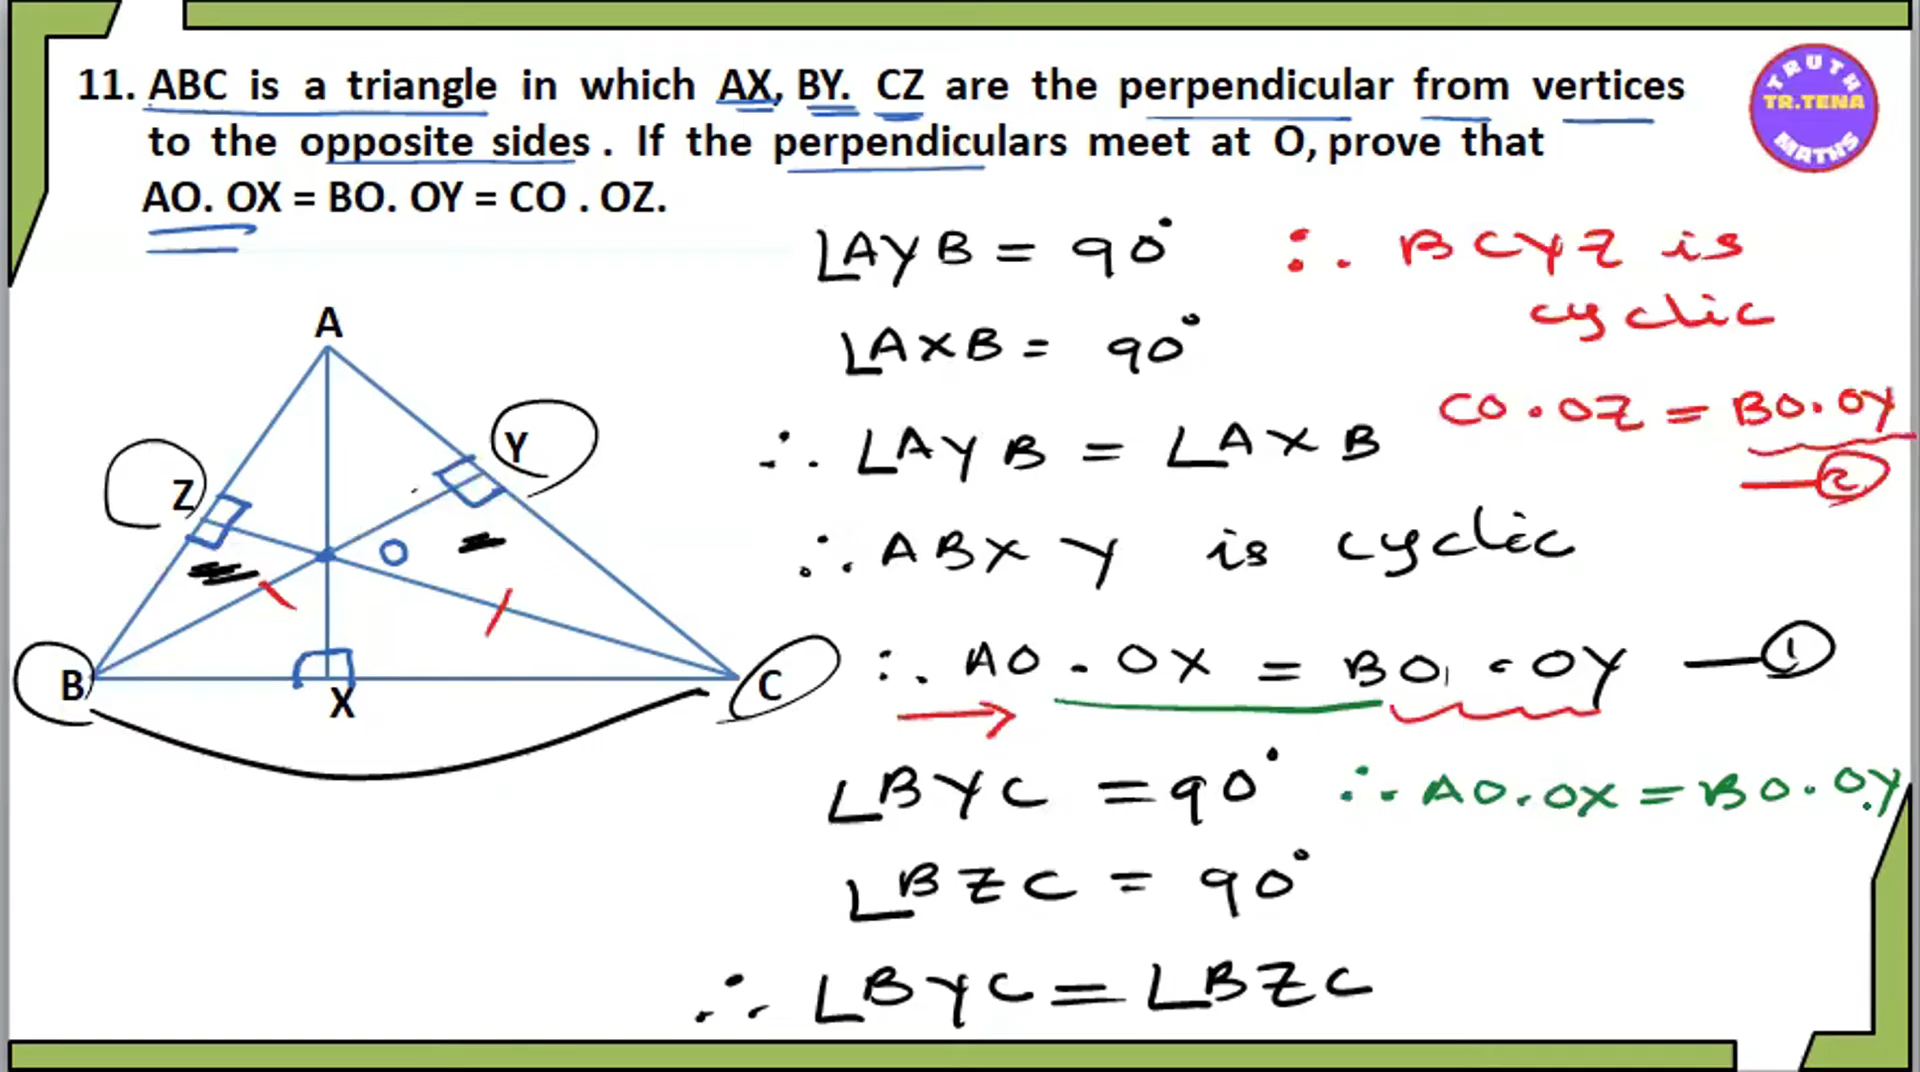 11. ABC is a triangle in which AX, BY. CZ are the perpendicular from vertices
to the opposite sides . If the perpendiculars meet at O, prove that
AO. OX = BO. OY = CO . OZ.
TRUTH
TR.TENA
MATHS
A
Y
Z
O
B
X
C
∠AYB = 90°
∠AXB = 90°
∴ ∠AYB = ∠AXB
∴ ABXY is cyclic
∴ AO . OX = BO . OY — 1
∠BYC = 90°
∠BZC = 90°
∴ ∠BYC = ∠BZC
∴ BCYZ is
cyclic
CO . OZ = BO . OY
— 2
∴ AO . OX = BO . OY